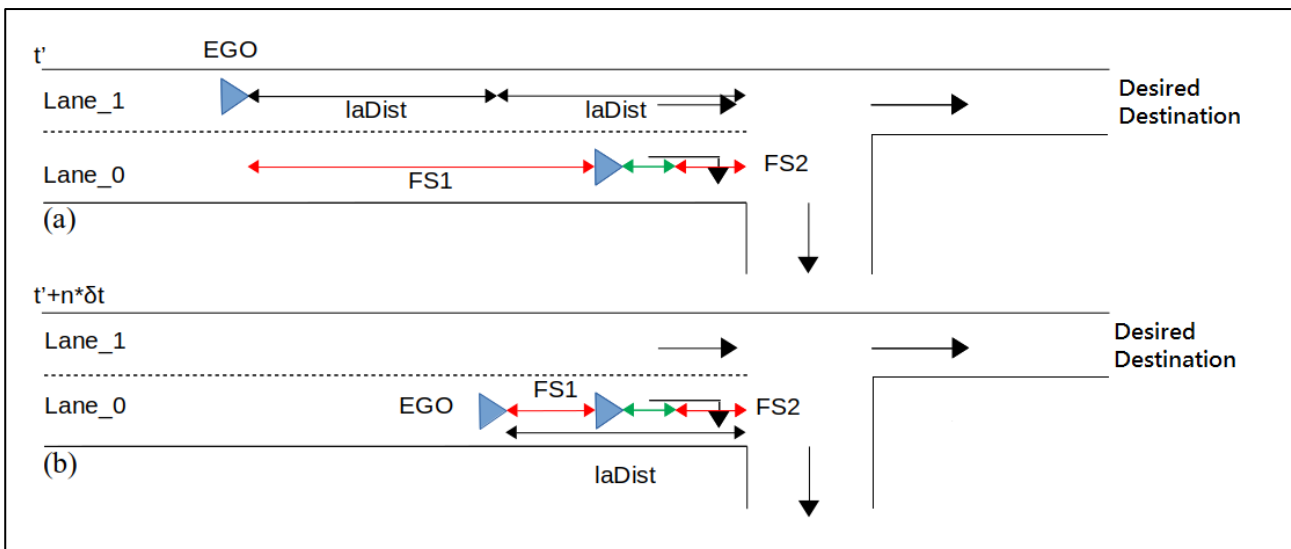 t'
EGO
Lane_1
laDist
laDist
Desired
Destination
Lane_0
FS1
FS2
(a)
t'+n*δt
Lane_1
Desired
Destination
Lane_0
EGO
FS1
FS2
(b)
laDist